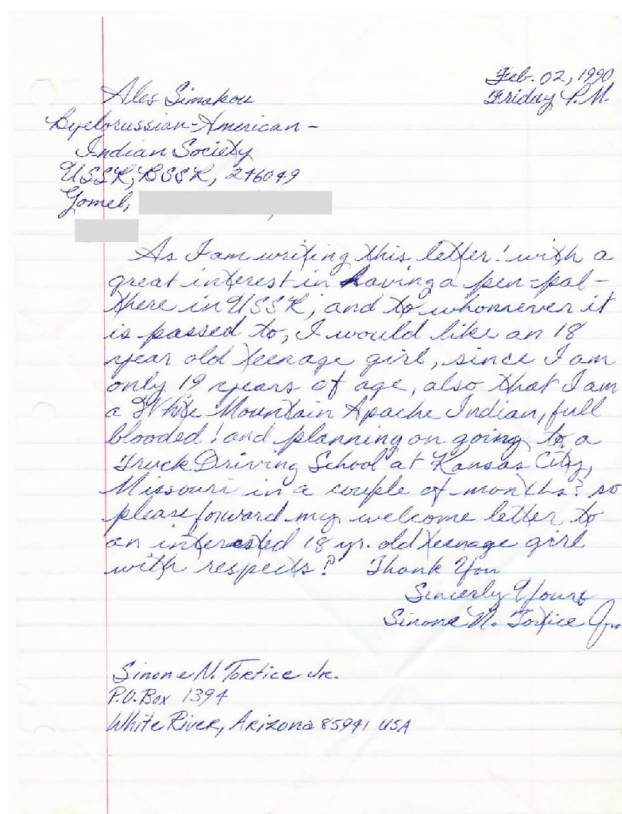 Feb. 02, 1990
Friday P.M.
Ales Simakou
Byelorussian-American-
Indian Society
USSR, BSSR, 246049
Gomel,
As I am writing this letter! with a
great interest in having a pen-pal-
there in USSR, and to whomever it
is passed to, I would like an 18
year old teenage girl, since I am
only 19 years of age, also that I am
a White Mountain Apache Indian, full
blooded! and planning on going to a
Truck Driving School at Kansas City,
Missouri in a couple of months? so
please forward my welcome letter to
an interested 18 yr. old teenage girl
with respects? Thank You
Sincerly Yours
Sinone N. Tortice Jr.
Sinone N. Tortice Jr.
P.O. Box 1394
White River, Arizona 85941 USA